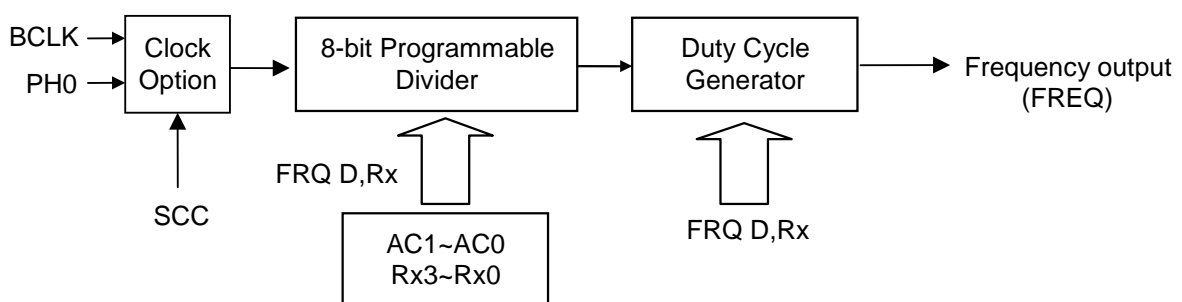 BCLK
PH0
Clock
Option
SCC
8-bit Programmable
Divider
FRQ D,Rx
AC1~AC0
Rx3~Rx0
Duty Cycle
Generator
FRQ D,Rx
Frequency output
(FREQ)